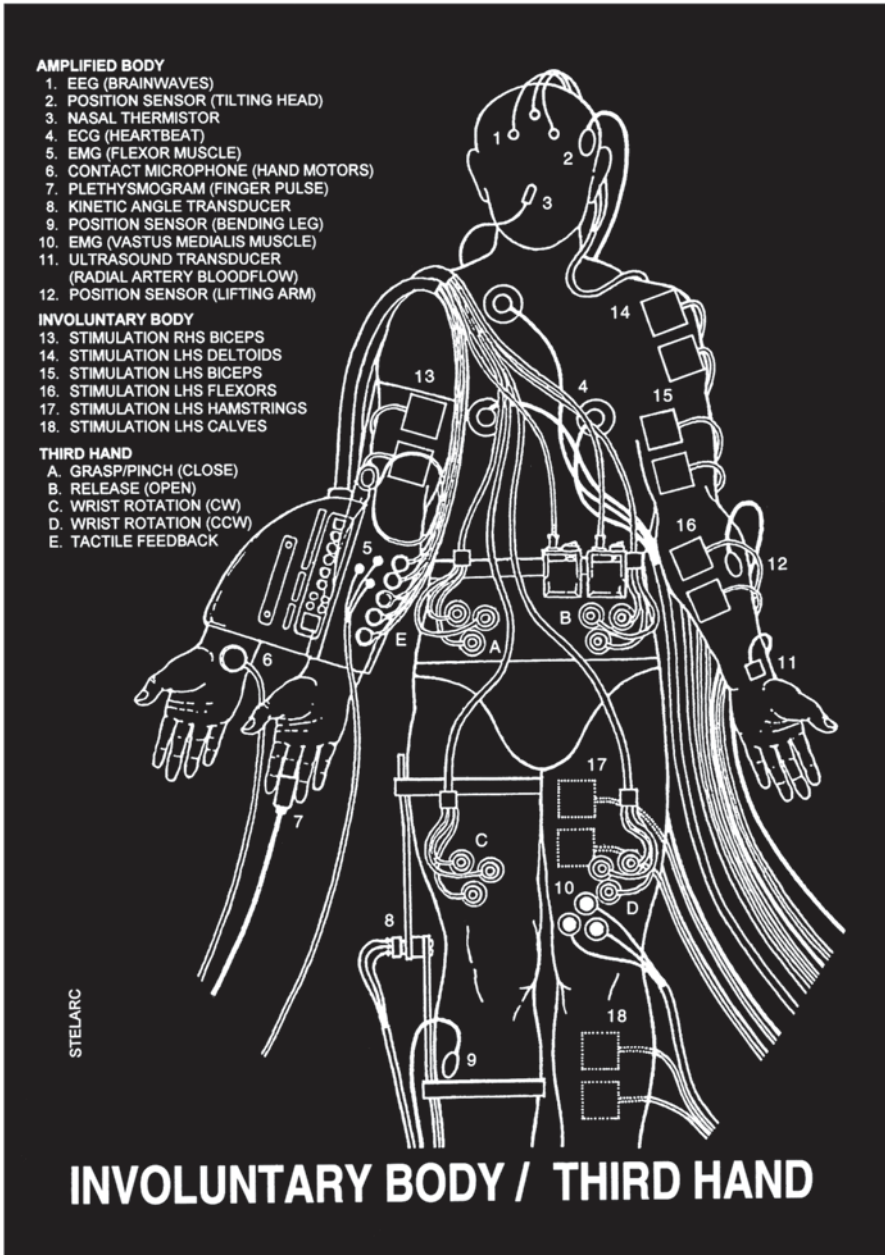 AMPLIFIED BODY
1. EEG (BRAINWAVES)
2. POSITION SENSOR (TILTING HEAD)
3. NASAL THERMISTOR
4. ECG (HEARTBEAT)
5. EMG (FLEXOR MUSCLE)
6. CONTACT MICROPHONE (HAND MOTORS)
7. PLETHYSMOGRAM (FINGER PULSE)
8. KINETIC ANGLE TRANSDUCER
9. POSITION SENSOR (BENDING LEG)
10. EMG (VASTUS MEDIALIS MUSCLE)
11. ULTRASOUND TRANSDUCER
(RADIAL ARTERY BLOODFLOW)
12. POSITION SENSOR (LIFTING ARM)
INVOLUNTARY BODY
13. STIMULATION RHS BICEPS
14. STIMULATION LHS DELTOIDS
15. STIMULATION LHS BICEPS
16. STIMULATION LHS FLEXORS
17. STIMULATION LHS HAMSTRINGS
18. STIMULATION LHS CALVES
THIRD HAND
A. GRASP/PINCH (CLOSE)
B. RELEASE (OPEN)
C. WRIST ROTATION (CW)
D. WRIST ROTATION (CCW)
E. TACTILE FEEDBACK
1
2
3
14
13
4
15
16
5
12
B
E
A
6
11
17
7
C
10
D
8
18
9
STELARC
INVOLUNTARY BODY / THIRD HAND